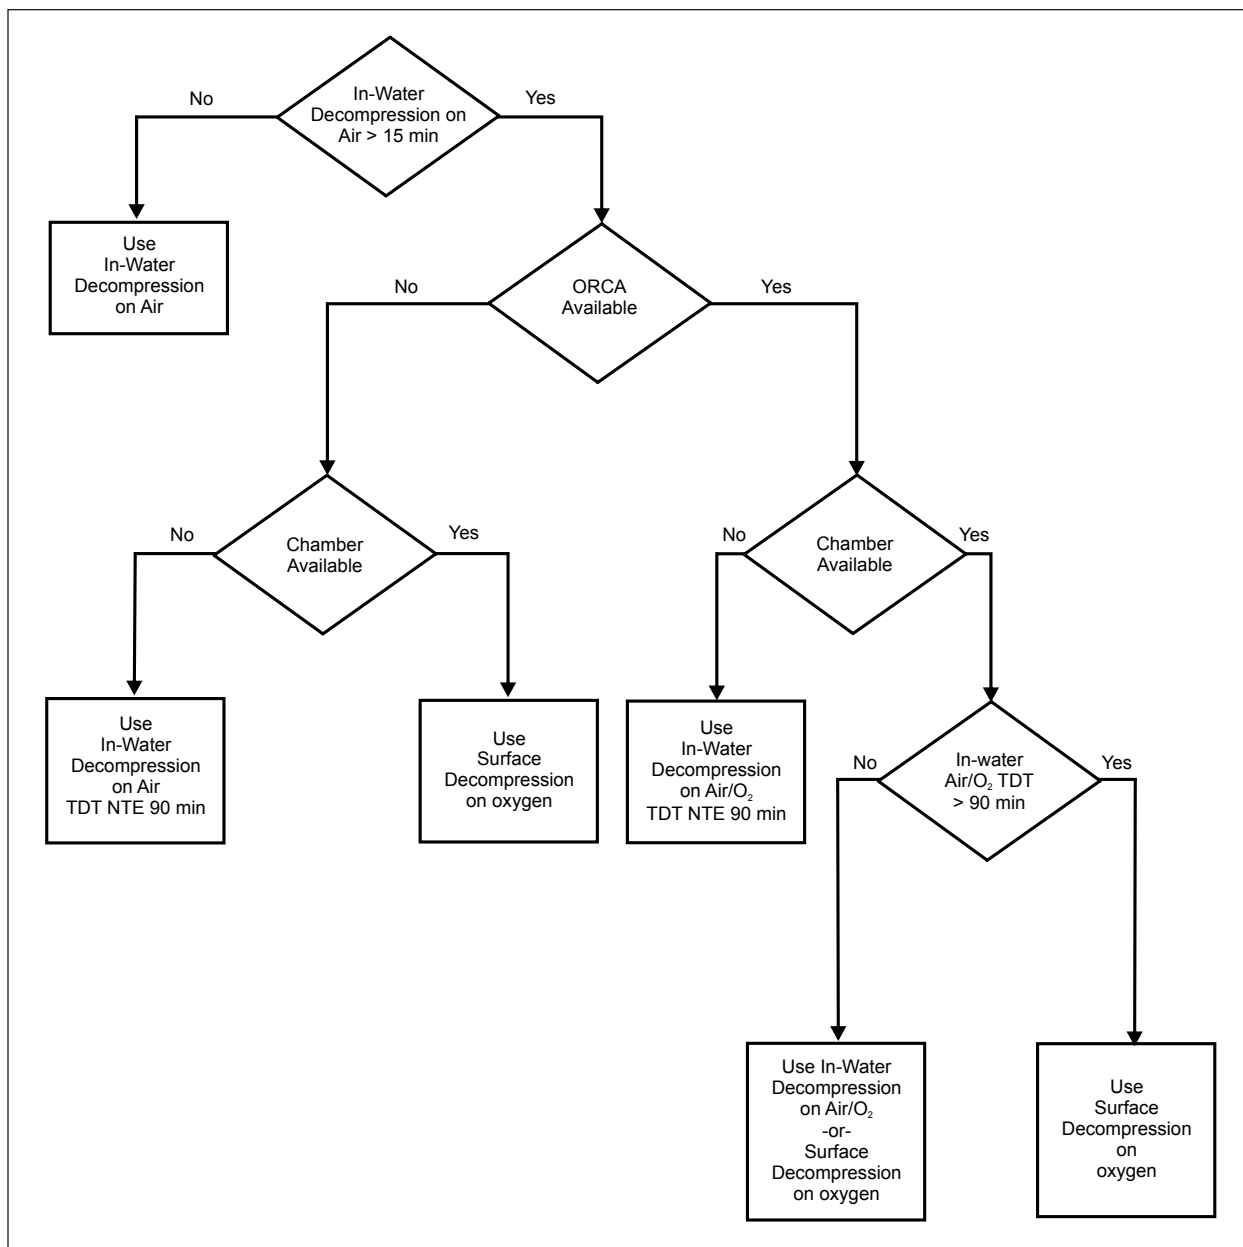 In-Water
Decompression on
Air > 15 min
No
Yes
Use
In-Water
Decompression
on Air
ORCA
Available
No
Yes
Chamber
Available
No
Yes
Chamber
Available
No
Yes
Use
In-Water
Decompression
on Air
TDT NTE 90 min
Use
Surface
Decompression
on oxygen
Use
In-Water
Decompression
on Air/O₂
TDT NTE 90 min
In-water
Air/O₂ TDT
> 90 min
No
Yes
Use In-Water
Decompression
on Air/O₂
-or-
Surface
Decompression
on oxygen
Use
Surface
Decompression
on
oxygen